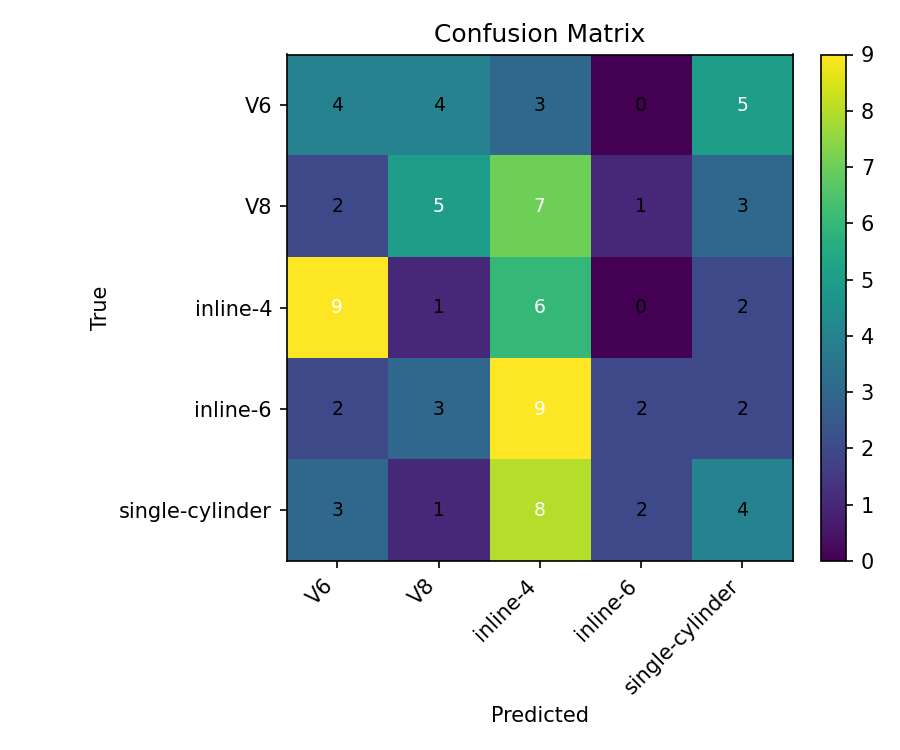 Confusion Matrix
True
V6 4 4 3 0 5
V8 2 5 7 1 3
inline-4 9 1 6 0 2
inline-6 2 3 9 2 2
single-cylinder 3 1 8 2 4
V6 V8 inline-4 inline-6 single-cylinder
Predicted
9
8
7
6
5
4
3
2
1
0